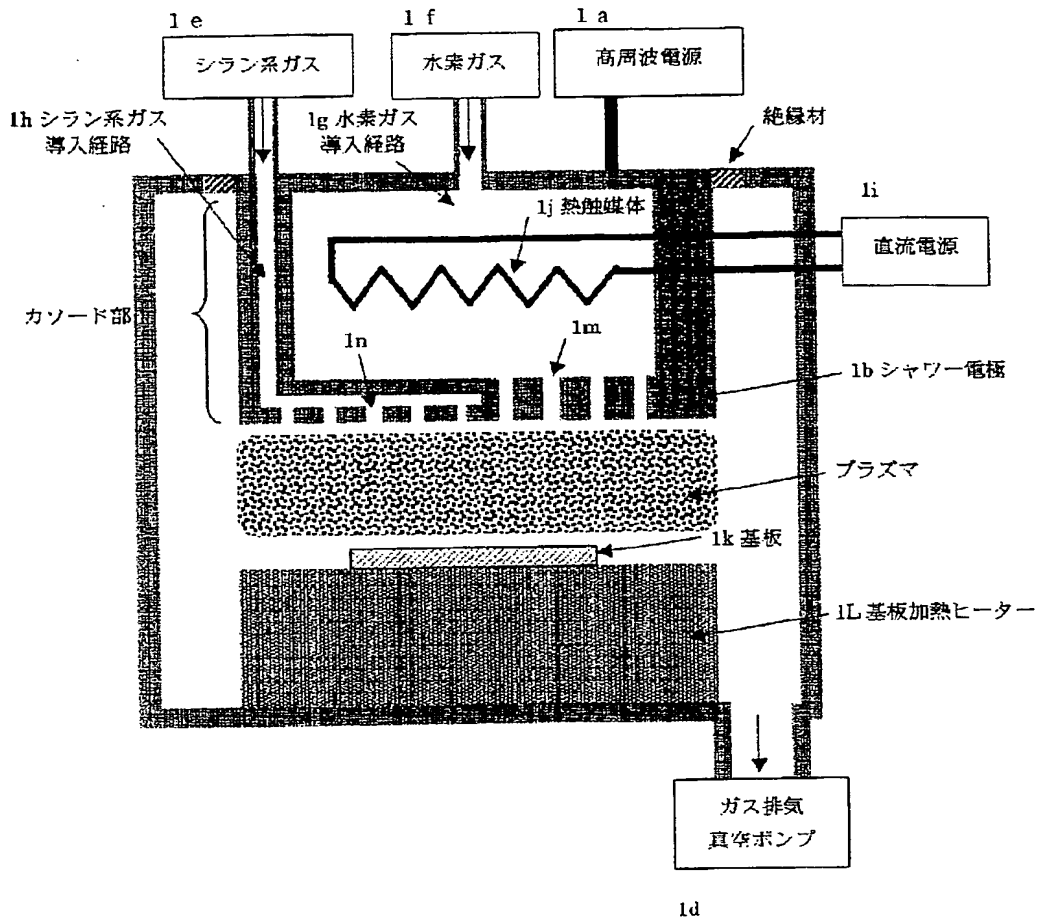 1e
1f
1a
シラン系ガス
水素ガス
高周波電源
1h シラン系ガス
導入経路
1g 水素ガス
導入経路
絶縁材
1i
1j 熱触媒体
直流電源
カソード部
1n
1m
1b シャワー電極
プラズマ
1k 基板
1L 基板加熱ヒーター
ガス排気
真空ポンプ
1d